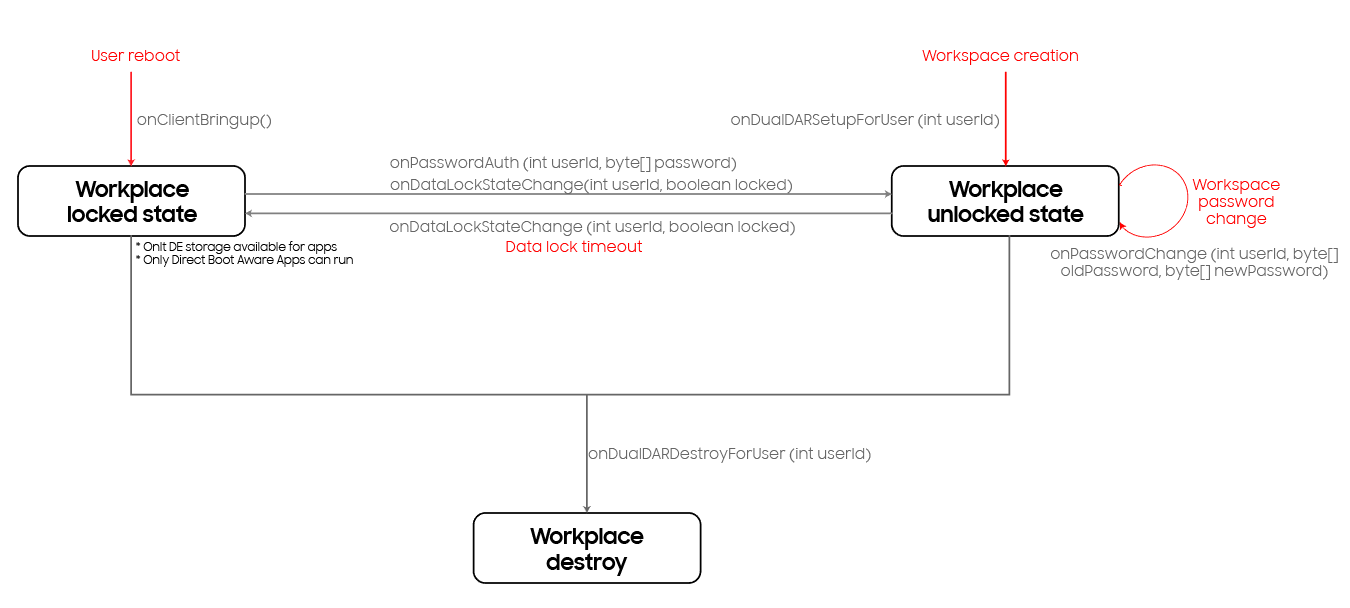 User reboot
Workspace creation
onClientBringup()
onDualDARSetupForUser (int userId)
onPasswordAuth (int userId, byte[] password)
onDataLockStateChange(int userId, boolean locked)
Workplace
locked state
Workplace
unlocked state
Workspace
password
change
onDataLockStateChange (int userId, boolean locked)
Data lock timeout
* Onlt DE storage available for apps
* Only Direct Boot Aware Apps can run
onPasswordChange (int userId, byte[]
oldPassword, byte[] newPassword)
onDualDARDestroyForUser (int userId)
Workplace
destroy